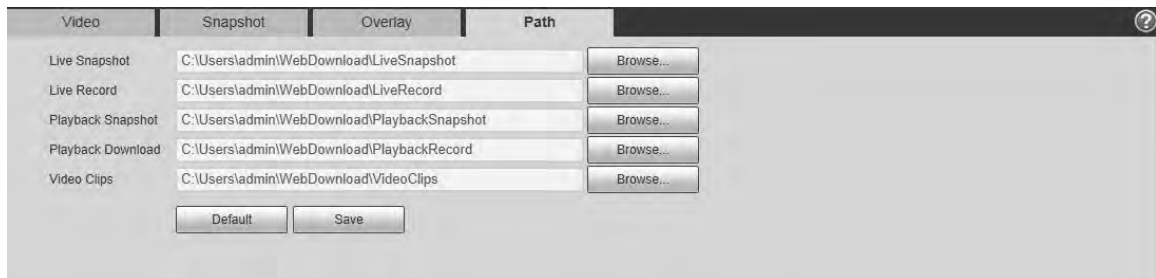 Video Snapshot Overlay Path ?
Live Snapshot C:\Users\admin\WebDownload\LiveSnapshot Browse...
Live Record C:\Users\admin\WebDownload\LiveRecord Browse...
Playback Snapshot C:\Users\admin\WebDownload\PlaybackSnapshot Browse...
Playback Download C:\Users\admin\WebDownload\PlaybackRecord Browse...
Video Clips C:\Users\admin\WebDownload\VideoClips Browse...
Default Save